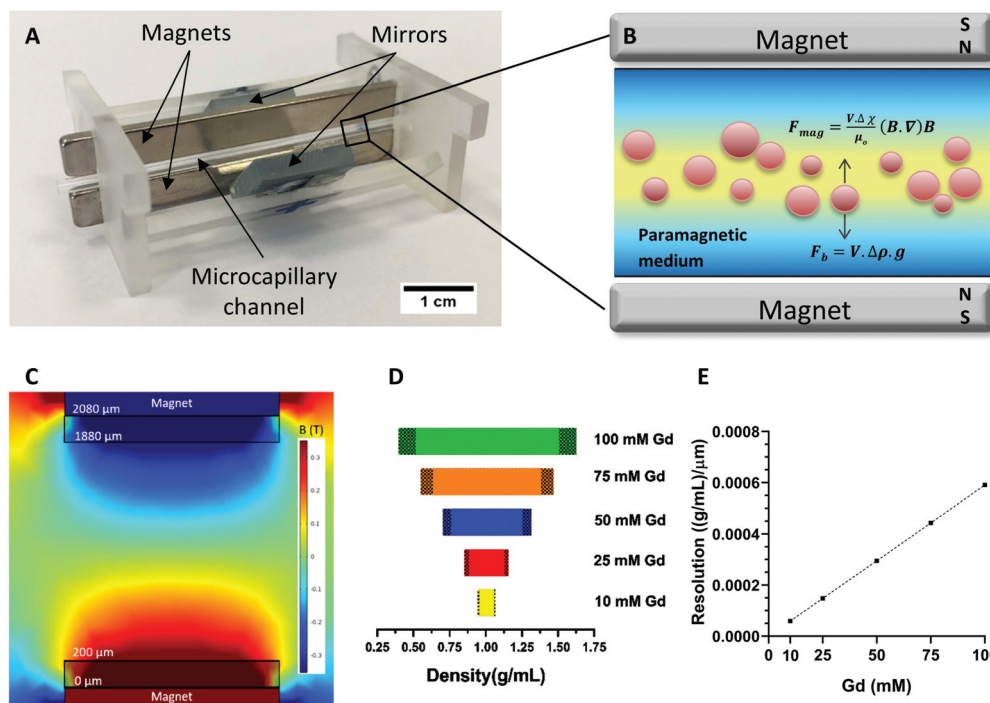 A
Magnets
Mirrors
Microcapillary
channel
1 cm
B
Magnet
S
N
F_mag = V.Δχ/μ_o (B.∇)B
Paramagnetic
medium
F_b = V.Δρ.g
Magnet
N
S
C
Magnet
2080 μm
1880 μm
B (T)
0.3
0.2
0.1
0
-0.1
-0.2
-0.3
200 μm
0 μm
Magnet
D
100 mM Gd
75 mM Gd
50 mM Gd
25 mM Gd
10 mM Gd
0.25 0.50 0.75 1.00 1.25 1.50 1.75
Density(g/mL)
E
Resolution ((g/mL)/μm)
0.0008
0.0006
0.0004
0.0002
0.0000
0 10 25 50 75 10
Gd (mM)